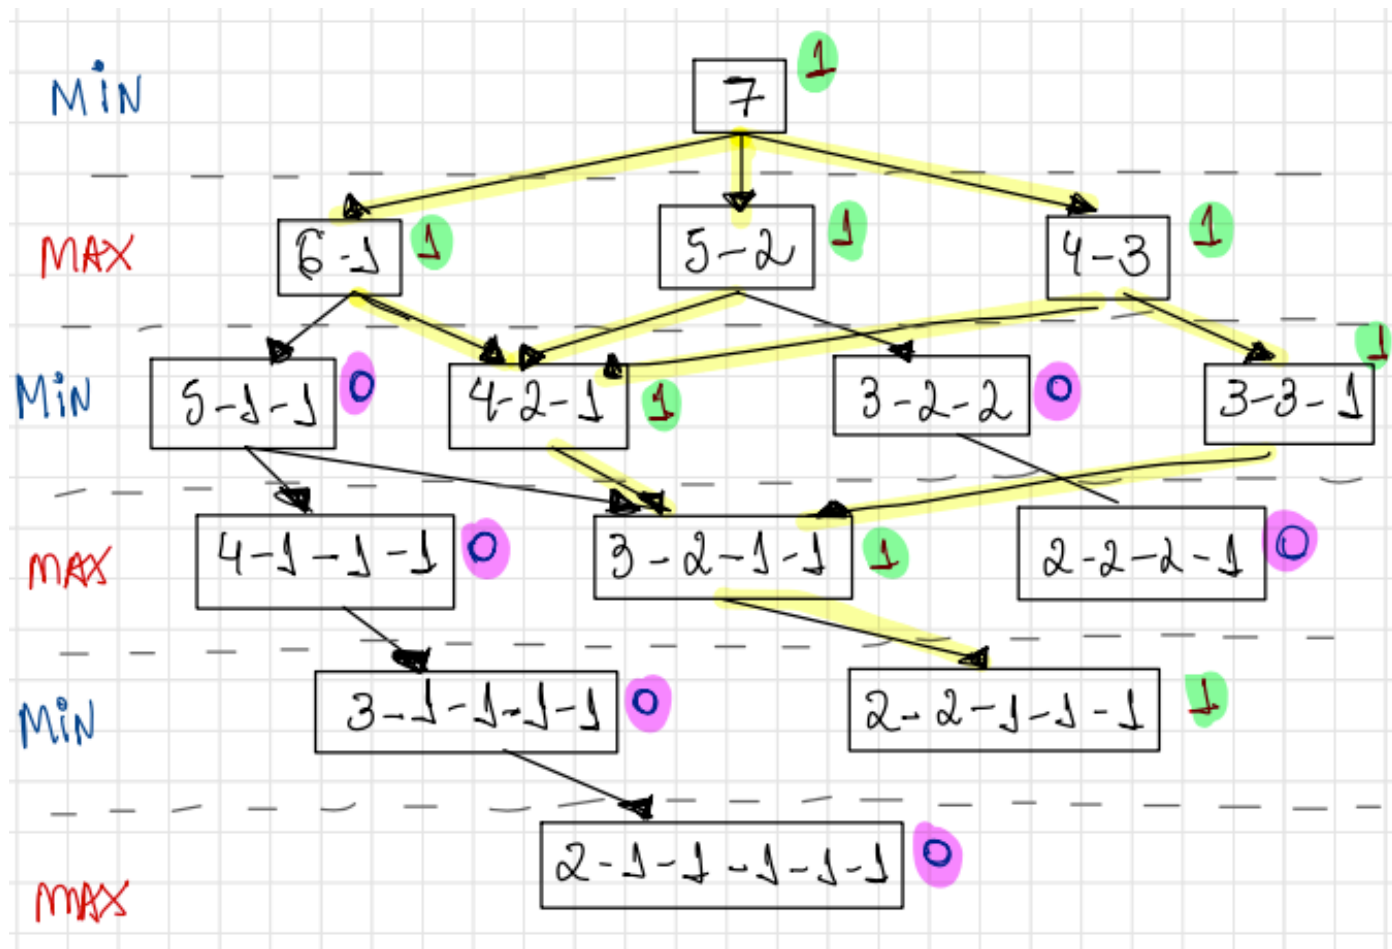 MiN 7 1
MAX 6-1 1 5-2 1 4-3 1
MiN 5-1-1 0 4-2-1 1 3-2-2 0 3-3-1 1
MAX 4-1-1-1 0 3-2-1-1 1 2-2-2-1 0
MiN 3-1-1-1-1 0 2-2-1-1-1 1
MAX 2-1-1-1-1-1 0